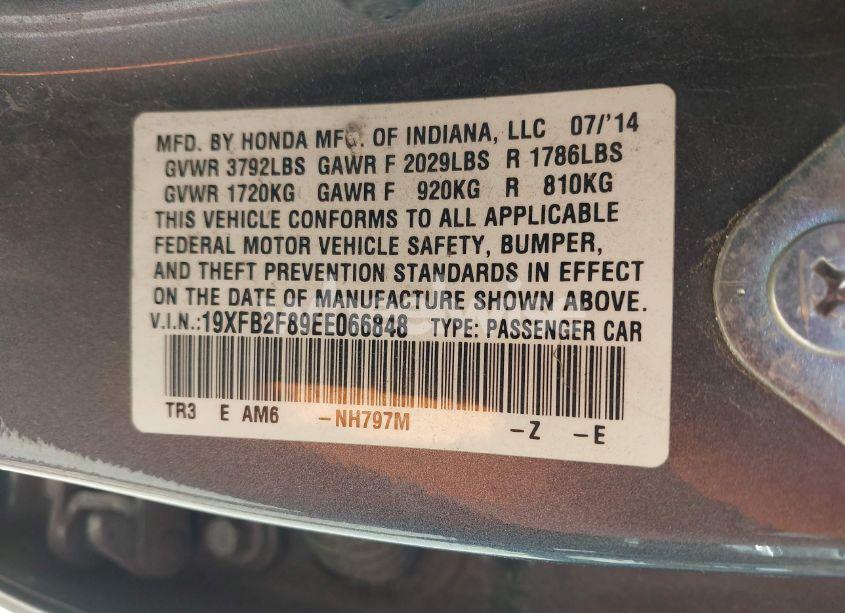 MFD. BY HONDA MFG. OF INDIANA, LLC 07/'14
GVWR 3792LBS GAWR F 2029LBS R 1786LBS
GVWR 1720KG GAWR F 920KG R 810KG
THIS VEHICLE CONFORMS TO ALL APPLICABLE
FEDERAL MOTOR VEHICLE SAFETY, BUMPER,
AND THEFT PREVENTION STANDARDS IN EFFECT
ON THE DATE OF MANUFACTURE SHOWN ABOVE.
V.I.N.:19XFB2F89EE066848 TYPE: PASSENGER CAR
TR3 E AM6 -NH797M -Z -E